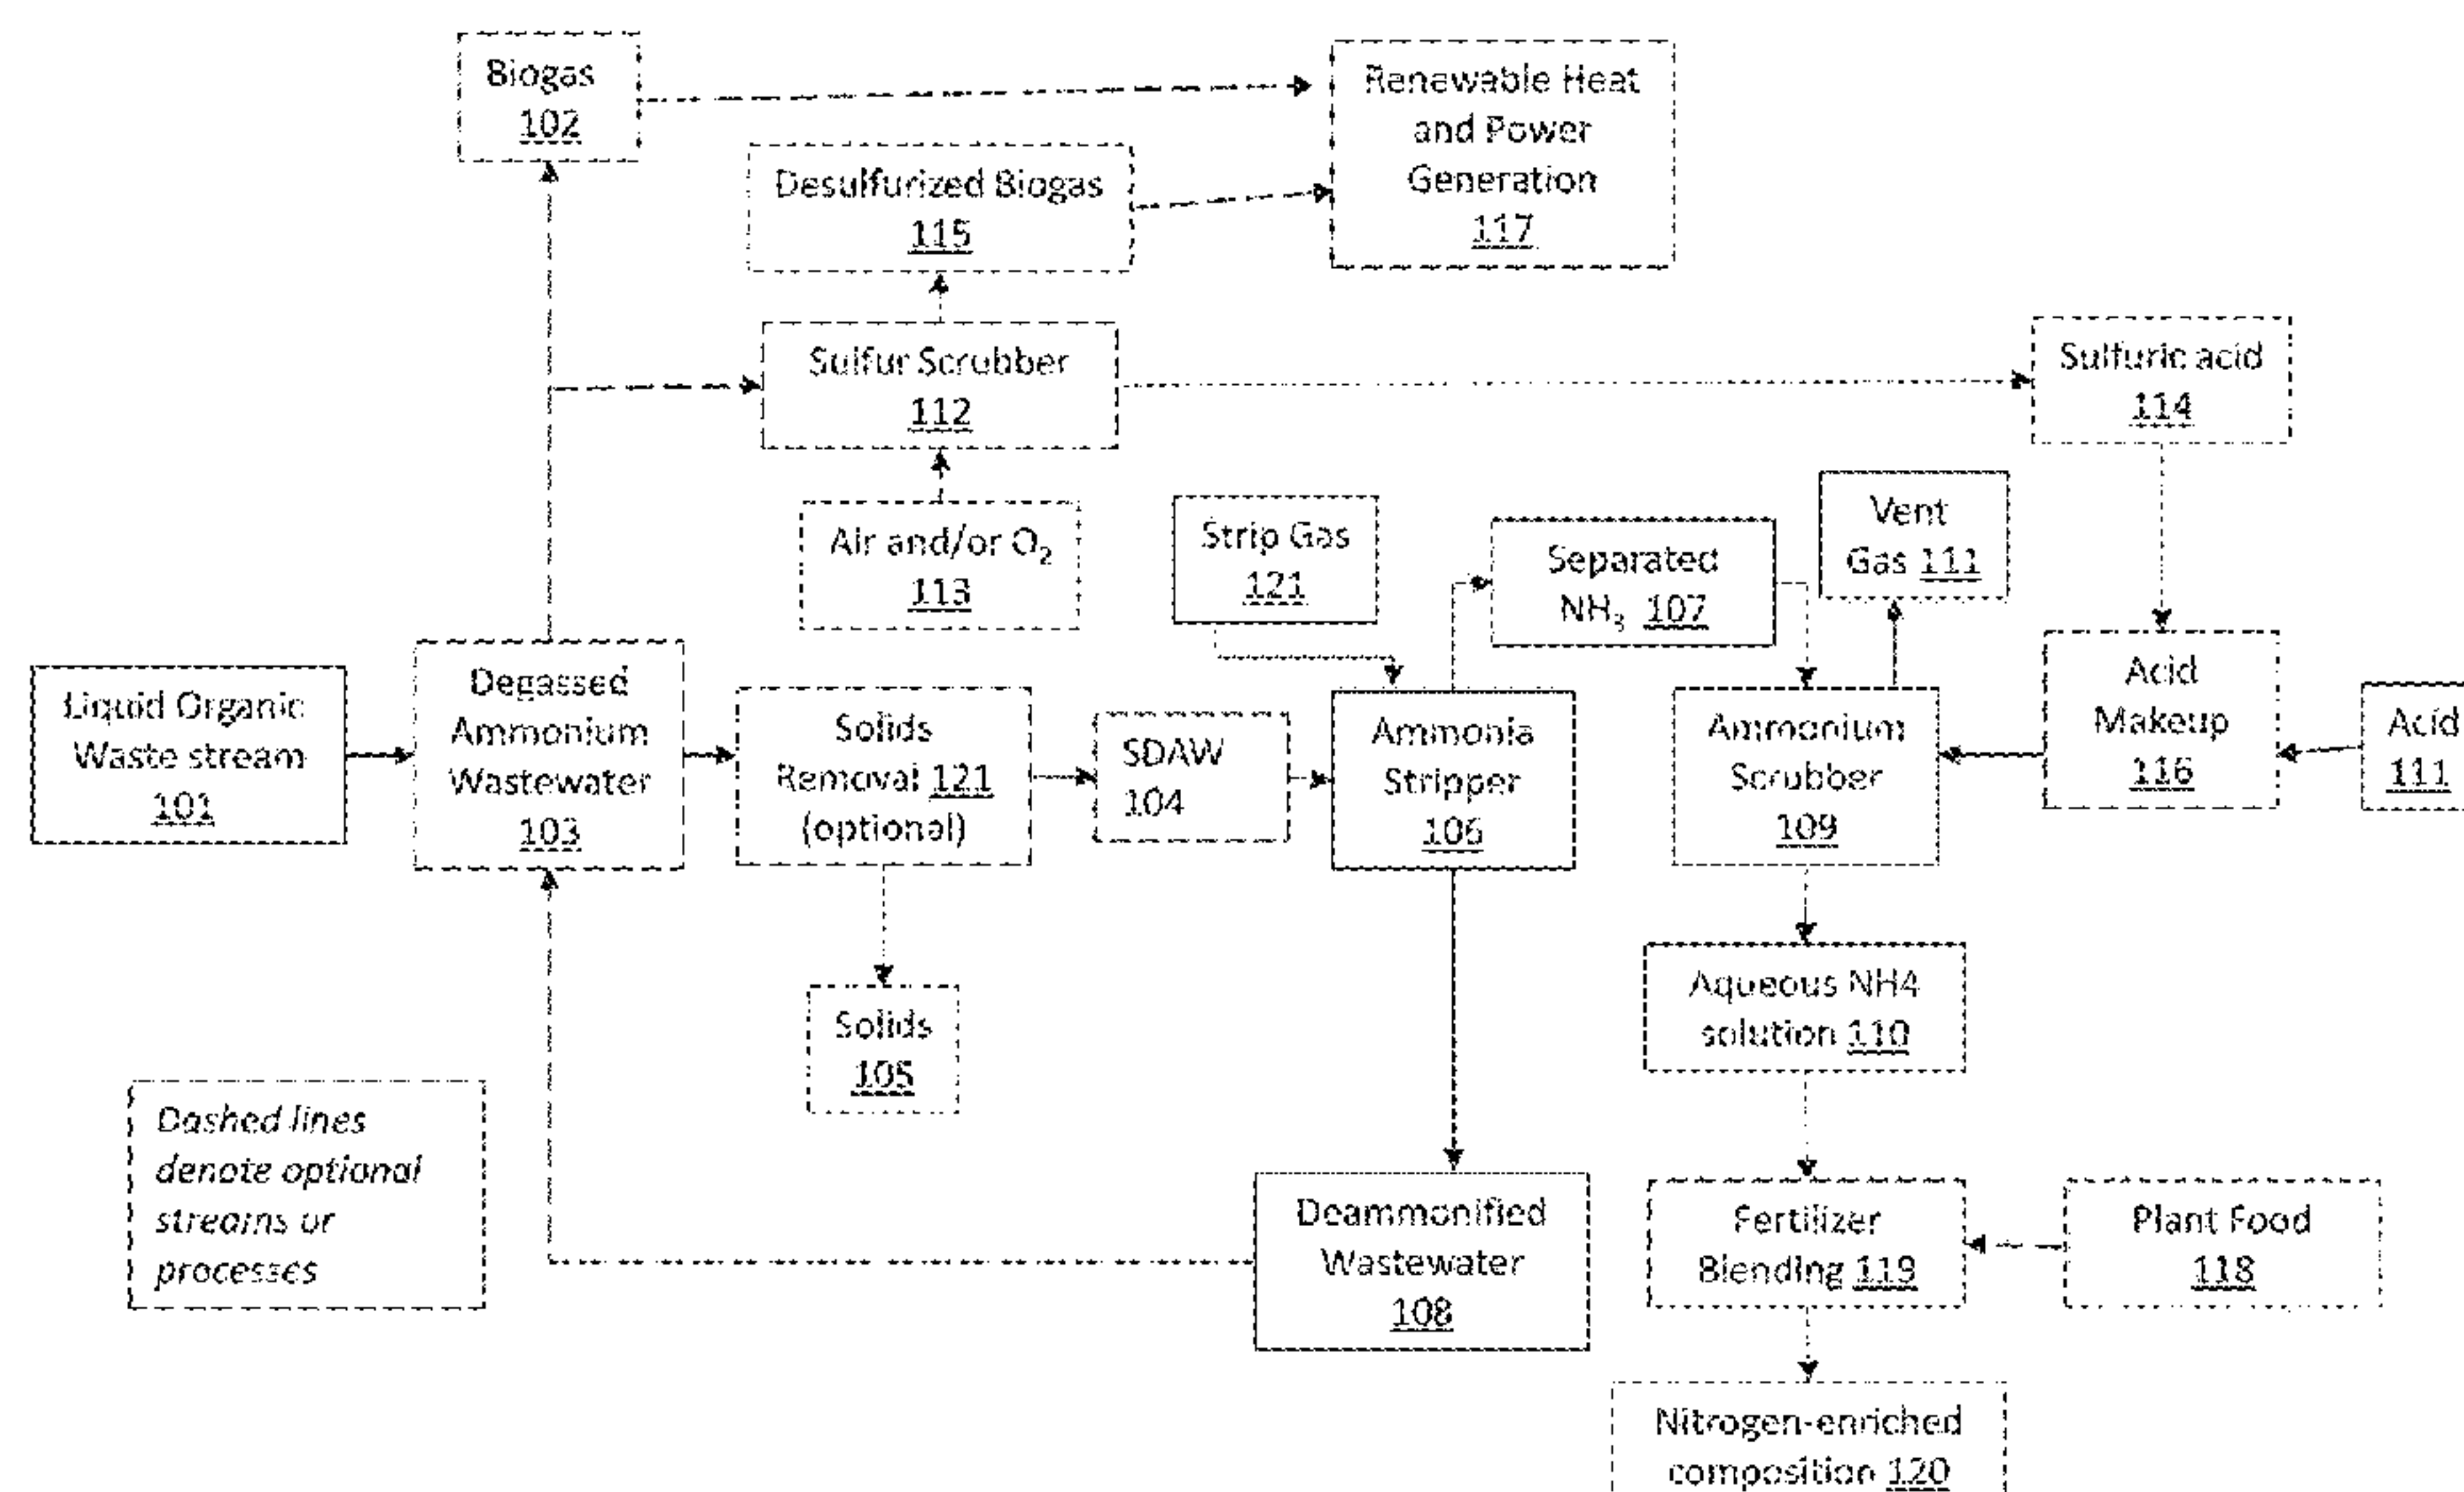 Biogas
102
Renewable Heat
and Power
Generation
117
Desulfurized Biogas
115
Sulfur Scrubber
112
Sulfuric acid
114
Air and/or O₂
113
Strip Gas
121
Separated
NH₃ 107
Vent
Gas 111
Liquid Organic
Waste stream
101
Degassed
Ammonium
Wastewater
103
Solids
Removal 121
(optional)
SDAW
104
Ammonia
Stripper
106
Ammonium
Scrubber
109
Acid
Makeup
116
Acid
111
Solids
105
Aqueous NH4
solution 110
Dashed lines
denote optional
streams or
processes
Deammonified
Wastewater
108
Fertilizer
Blending 119
Plant Food
118
Nitrogen-enriched
composition 120